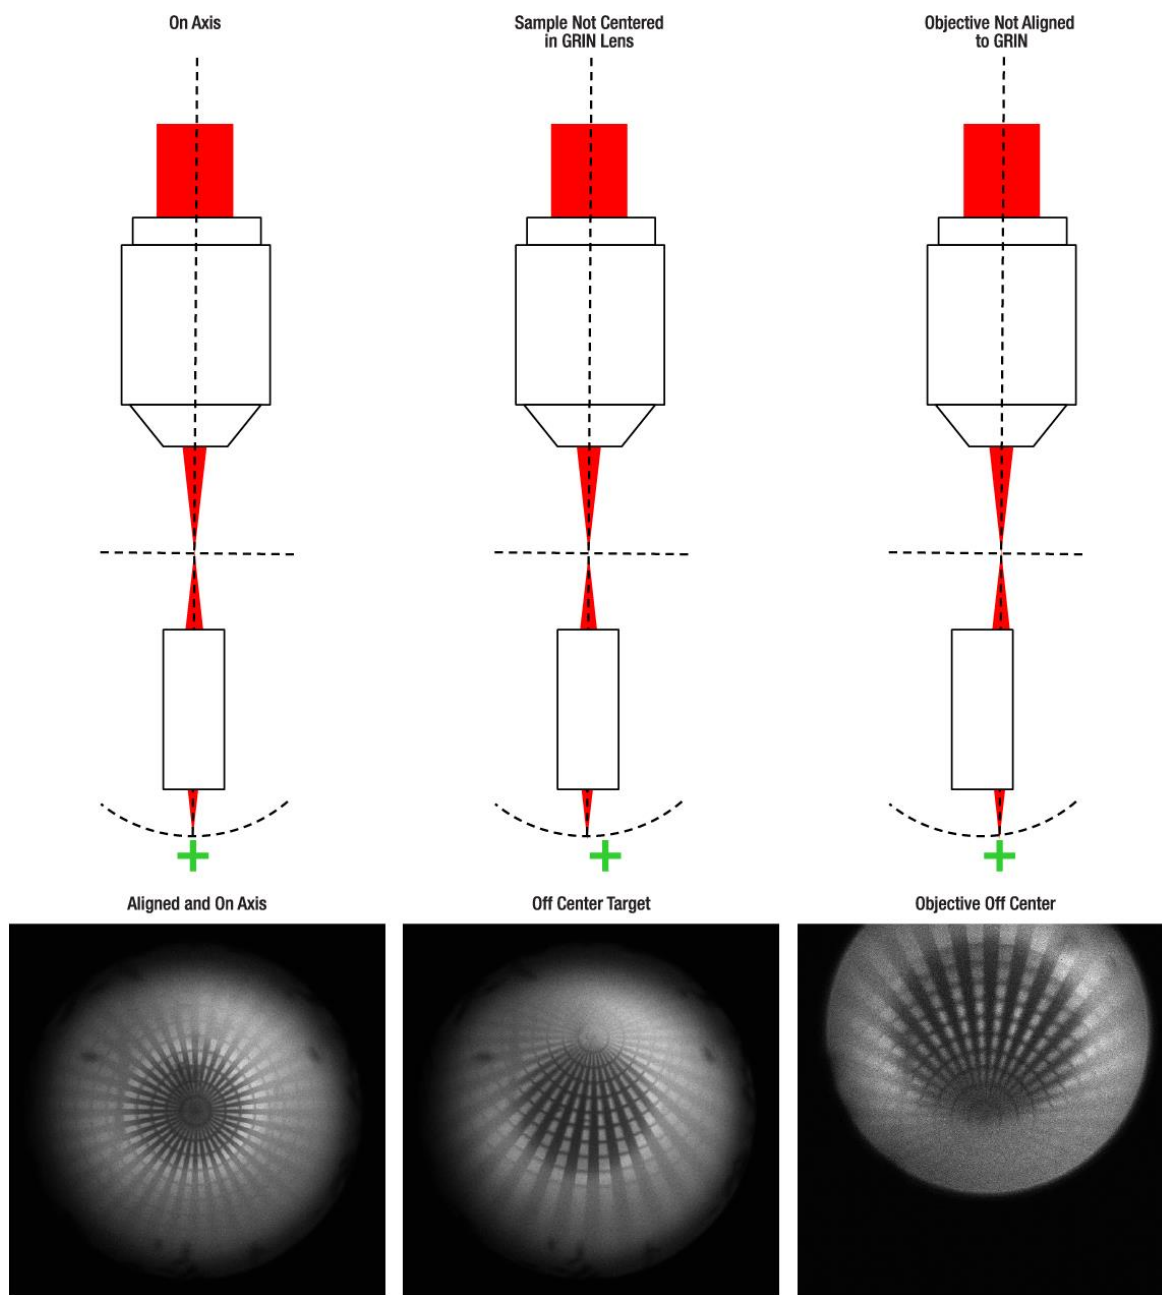 On Axis
Sample Not Centered
in GRIN Lens
Objective Not Aligned
to GRIN
Aligned and On Axis
Off Center Target
Objective Off Center